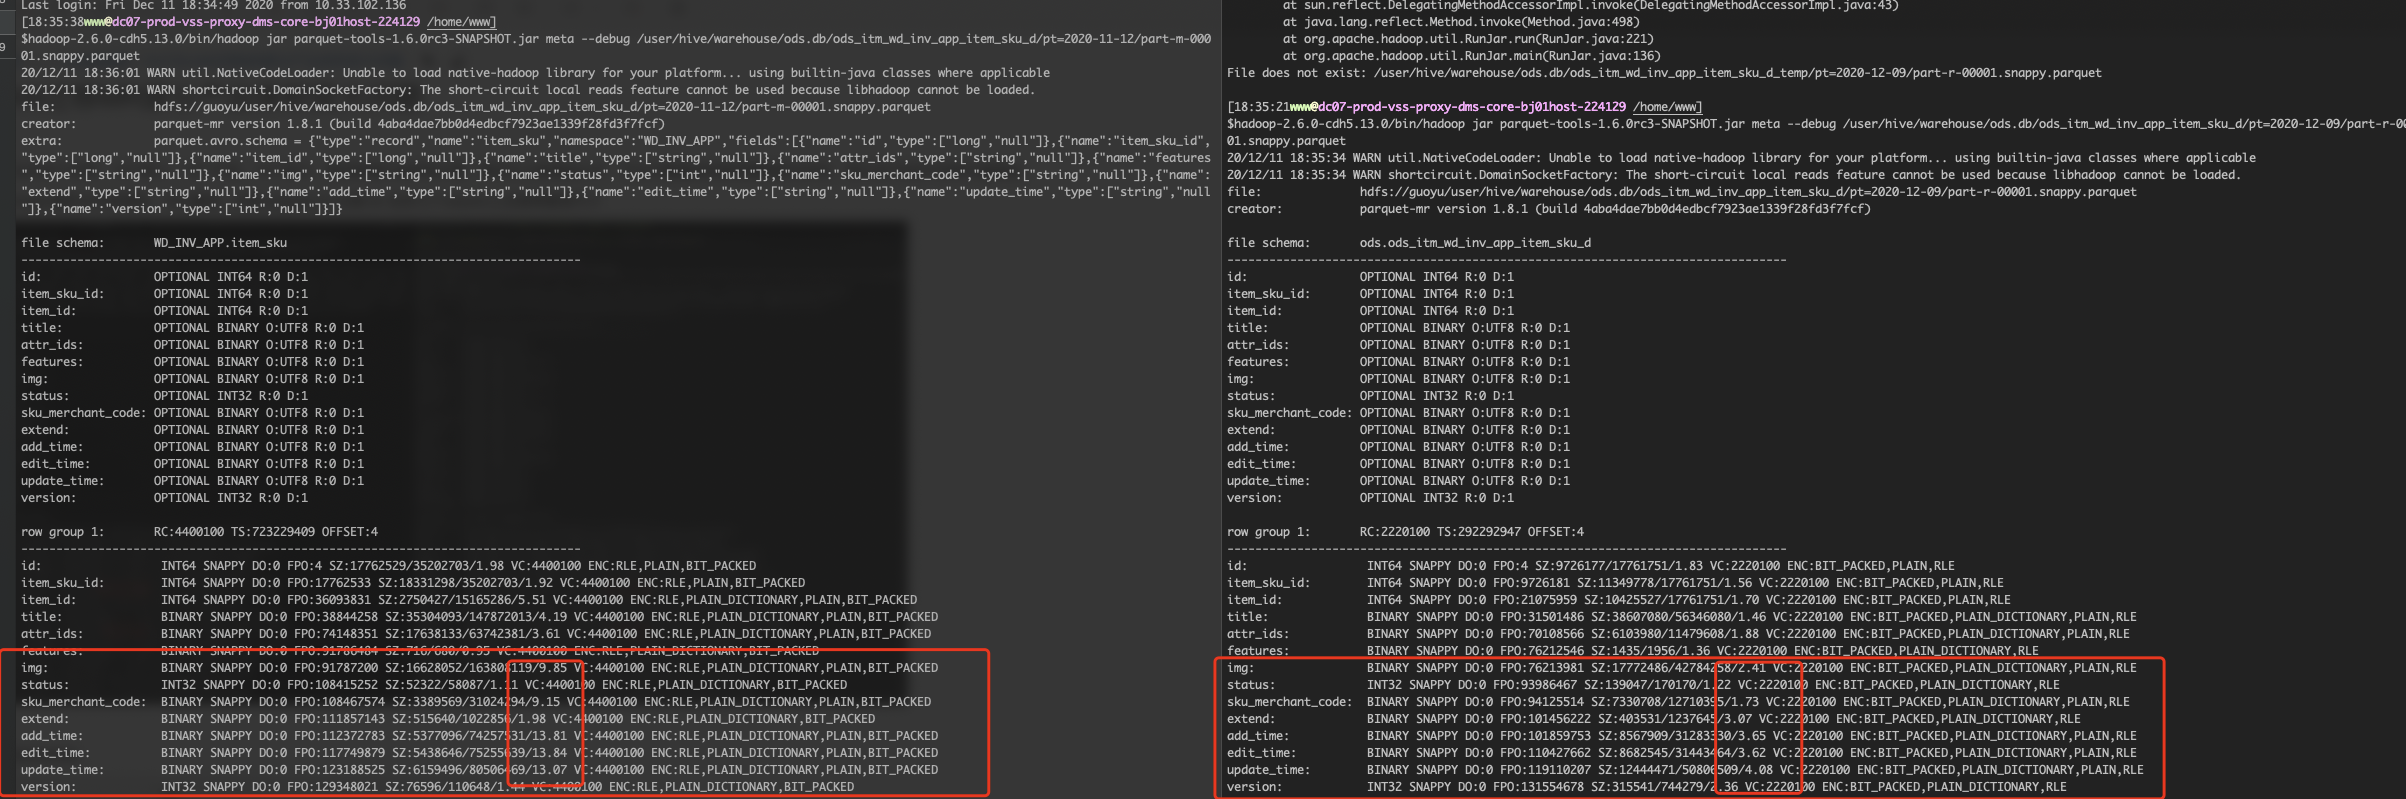 Last login: Fri Dec 11 18:34:49 2020 from 10.33.102.136
[18:35:38www@dc07-prod-vss-proxy-dms-core-bj01host-224129 /home/www]
$hadoop-2.6.0-cdh5.13.0/bin/hadoop jar parquet-tools-1.6.0rc3-SNAPSHOT.jar meta --debug /user/hive/warehouse/ods.db/ods_itm_wd_inv_app_item_sku_d/pt=2020-11-12/part-m-000
01.snappy.parquet
20/12/11 18:36:01 WARN util.NativeCodeLoader: Unable to load native-hadoop library for your platform... using builtin-java classes where applicable
20/12/11 18:36:01 WARN shortcircuit.DomainSocketFactory: The short-circuit local reads feature cannot be used because libhadoop cannot be loaded.
file: hdfs://guoyu/user/hive/warehouse/ods.db/ods_itm_wd_inv_app_item_sku_d/pt=2020-11-12/part-m-00001.snappy.parquet
creator: parquet-mr version 1.8.1 (build 4aba4dae7bb0d4edbcf7923ae1339f28fd3f7fcf)
extra: parquet.avro.schema = {"type":"record","name":"item_sku","namespace":"WD_INV_APP","fields":[{"name":"id","type":["long","null"]},{"name":"item_sku_id",
"type":["long","null"]},{"name":"item_id","type":["long","null"]},{"name":"title","type":["string","null"]},{"name":"attr_ids","type":["string","null"]},{"name":"features
","type":["string","null"]},{"name":"img","type":["string","null"]},{"name":"status","type":["int","null"]},{"name":"sku_merchant_code","type":["string","null"]},{"name":
"extend","type":["string","null"]},{"name":"add_time","type":["string","null"]},{"name":"edit_time","type":["string","null"]},{"name":"update_time","type":["string","null
"]},{"name":"version","type":["int","null"]}]}
file schema: WD_INV_APP.item_sku
--------------------------------------------------------------------------------
id: OPTIONAL INT64 R:0 D:1
item_sku_id: OPTIONAL INT64 R:0 D:1
item_id: OPTIONAL INT64 R:0 D:1
title: OPTIONAL BINARY O:UTF8 R:0 D:1
attr_ids: OPTIONAL BINARY O:UTF8 R:0 D:1
features: OPTIONAL BINARY O:UTF8 R:0 D:1
img: OPTIONAL BINARY O:UTF8 R:0 D:1
status: OPTIONAL INT32 R:0 D:1
sku_merchant_code: OPTIONAL BINARY O:UTF8 R:0 D:1
extend: OPTIONAL BINARY O:UTF8 R:0 D:1
add_time: OPTIONAL BINARY O:UTF8 R:0 D:1
edit_time: OPTIONAL BINARY O:UTF8 R:0 D:1
update_time: OPTIONAL BINARY O:UTF8 R:0 D:1
version: OPTIONAL INT32 R:0 D:1
row group 1: RC:4400100 TS:723229409 OFFSET:4
--------------------------------------------------------------------------------
id: INT64 SNAPPY DO:0 FPO:4 SZ:17762529/35202703/1.98 VC:4400100 ENC:RLE,PLAIN,BIT_PACKED
item_sku_id: INT64 SNAPPY DO:0 FPO:17762533 SZ:18331298/35202703/1.92 VC:4400100 ENC:RLE,PLAIN,BIT_PACKED
item_id: INT64 SNAPPY DO:0 FPO:36093831 SZ:2750427/15165286/5.51 VC:4400100 ENC:RLE,PLAIN_DICTIONARY,PLAIN,BIT_PACKED
title: BINARY SNAPPY DO:0 FPO:38844258 SZ:35304093/147872013/4.19 VC:4400100 ENC:RLE,PLAIN_DICTIONARY,PLAIN,BIT_PACKED
attr_ids: BINARY SNAPPY DO:0 FPO:74148351 SZ:17638133/63742381/3.61 VC:4400100 ENC:RLE,PLAIN_DICTIONARY,PLAIN,BIT_PACKED
features: BINARY SNAPPY DO:0 FPO:91786484 SZ:716/680/0.95 VC:4400100 ENC:RLE,PLAIN_DICTIONARY,BIT_PACKED
img: BINARY SNAPPY DO:0 FPO:91787200 SZ:16628052/163808119/9.85 VC:4400100 ENC:RLE,PLAIN_DICTIONARY,PLAIN,BIT_PACKED
status: INT32 SNAPPY DO:0 FPO:108415252 SZ:52322/58087/1.11 VC:4400100 ENC:RLE,PLAIN_DICTIONARY,BIT_PACKED
sku_merchant_code: BINARY SNAPPY DO:0 FPO:108467574 SZ:3389569/31024294/9.15 VC:4400100 ENC:RLE,PLAIN_DICTIONARY,PLAIN,BIT_PACKED
extend: BINARY SNAPPY DO:0 FPO:111857143 SZ:515640/1022856/1.98 VC:4400100 ENC:RLE,PLAIN_DICTIONARY,BIT_PACKED
add_time: BINARY SNAPPY DO:0 FPO:112372783 SZ:5377096/74257531/13.81 VC:4400100 ENC:RLE,PLAIN_DICTIONARY,PLAIN,BIT_PACKED
edit_time: BINARY SNAPPY DO:0 FPO:117749879 SZ:5438646/75255639/13.84 VC:4400100 ENC:RLE,PLAIN_DICTIONARY,PLAIN,BIT_PACKED
update_time: BINARY SNAPPY DO:0 FPO:123188525 SZ:6159496/80506469/13.07 VC:4400100 ENC:RLE,PLAIN_DICTIONARY,PLAIN,BIT_PACKED
version: INT32 SNAPPY DO:0 FPO:129348021 SZ:76596/110648/1.44 VC:4400100 ENC:RLE,PLAIN_DICTIONARY,BIT_PACKED
at sun.reflect.DelegatingMethodAccessorImpl.invoke(DelegatingMethodAccessorImpl.java:43)
at java.lang.reflect.Method.invoke(Method.java:498)
at org.apache.hadoop.util.RunJar.run(RunJar.java:221)
at org.apache.hadoop.util.RunJar.main(RunJar.java:136)
File does not exist: /user/hive/warehouse/ods.db/ods_itm_wd_inv_app_item_sku_d_temp/pt=2020-12-09/part-r-00001.snappy.parquet
[18:35:21www@dc07-prod-vss-proxy-dms-core-bj01host-224129 /home/www]
$hadoop-2.6.0-cdh5.13.0/bin/hadoop jar parquet-tools-1.6.0rc3-SNAPSHOT.jar meta --debug /user/hive/warehouse/ods.db/ods_itm_wd_inv_app_item_sku_d/pt=2020-12-09/part-r-00
01.snappy.parquet
20/12/11 18:35:34 WARN util.NativeCodeLoader: Unable to load native-hadoop library for your platform... using builtin-java classes where applicable
20/12/11 18:35:34 WARN shortcircuit.DomainSocketFactory: The short-circuit local reads feature cannot be used because libhadoop cannot be loaded.
file: hdfs://guoyu/user/hive/warehouse/ods.db/ods_itm_wd_inv_app_item_sku_d/pt=2020-12-09/part-r-00001.snappy.parquet
creator: parquet-mr version 1.8.1 (build 4aba4dae7bb0d4edbcf7923ae1339f28fd3f7fcf)
file schema: ods.ods_itm_wd_inv_app_item_sku_d
--------------------------------------------------------------------------------
id: OPTIONAL INT64 R:0 D:1
item_sku_id: OPTIONAL INT64 R:0 D:1
item_id: OPTIONAL INT64 R:0 D:1
title: OPTIONAL BINARY O:UTF8 R:0 D:1
attr_ids: OPTIONAL BINARY O:UTF8 R:0 D:1
features: OPTIONAL BINARY O:UTF8 R:0 D:1
img: OPTIONAL BINARY O:UTF8 R:0 D:1
status: OPTIONAL INT32 R:0 D:1
sku_merchant_code: OPTIONAL BINARY O:UTF8 R:0 D:1
extend: OPTIONAL BINARY O:UTF8 R:0 D:1
add_time: OPTIONAL BINARY O:UTF8 R:0 D:1
edit_time: OPTIONAL BINARY O:UTF8 R:0 D:1
update_time: OPTIONAL BINARY O:UTF8 R:0 D:1
version: OPTIONAL INT32 R:0 D:1
row group 1: RC:2220100 TS:292292947 OFFSET:4
--------------------------------------------------------------------------------
id: INT64 SNAPPY DO:0 FPO:4 SZ:9726177/17761751/1.83 VC:2220100 ENC:BIT_PACKED,PLAIN,RLE
item_sku_id: INT64 SNAPPY DO:0 FPO:9726181 SZ:11349778/17761751/1.56 VC:2220100 ENC:BIT_PACKED,PLAIN,RLE
item_id: INT64 SNAPPY DO:0 FPO:21075959 SZ:10425527/17761751/1.70 VC:2220100 ENC:BIT_PACKED,PLAIN,RLE
title: BINARY SNAPPY DO:0 FPO:31501486 SZ:38607080/56346080/1.46 VC:2220100 ENC:BIT_PACKED,PLAIN_DICTIONARY,PLAIN,RLE
attr_ids: BINARY SNAPPY DO:0 FPO:70108566 SZ:6103980/11479608/1.88 VC:2220100 ENC:BIT_PACKED,PLAIN_DICTIONARY,PLAIN,RLE
features: BINARY SNAPPY DO:0 FPO:76212546 SZ:1435/1956/1.36 VC:2220100 ENC:BIT_PACKED,PLAIN_DICTIONARY,RLE
img: BINARY SNAPPY DO:0 FPO:76213981 SZ:17772486/42784258/2.41 VC:2220100 ENC:BIT_PACKED,PLAIN_DICTIONARY,PLAIN,RLE
status: INT32 SNAPPY DO:0 FPO:93986467 SZ:139047/170170/1.22 VC:2220100 ENC:BIT_PACKED,PLAIN_DICTIONARY,RLE
sku_merchant_code: BINARY SNAPPY DO:0 FPO:94125514 SZ:7330708/12710395/1.73 VC:2220100 ENC:BIT_PACKED,PLAIN_DICTIONARY,PLAIN,RLE
extend: BINARY SNAPPY DO:0 FPO:101456222 SZ:403531/1237645/3.07 VC:2220100 ENC:BIT_PACKED,PLAIN_DICTIONARY,RLE
add_time: BINARY SNAPPY DO:0 FPO:101859753 SZ:8567909/31283330/3.65 VC:2220100 ENC:BIT_PACKED,PLAIN_DICTIONARY,PLAIN,RLE
edit_time: BINARY SNAPPY DO:0 FPO:110427662 SZ:8682545/31443464/3.62 VC:2220100 ENC:BIT_PACKED,PLAIN_DICTIONARY,PLAIN,RLE
update_time: BINARY SNAPPY DO:0 FPO:119110207 SZ:12444471/50806509/4.08 VC:2220100 ENC:BIT_PACKED,PLAIN_DICTIONARY,PLAIN,RLE
version: INT32 SNAPPY DO:0 FPO:131554678 SZ:315541/744279/2.36 VC:2220100 ENC:BIT_PACKED,PLAIN_DICTIONARY,RLE